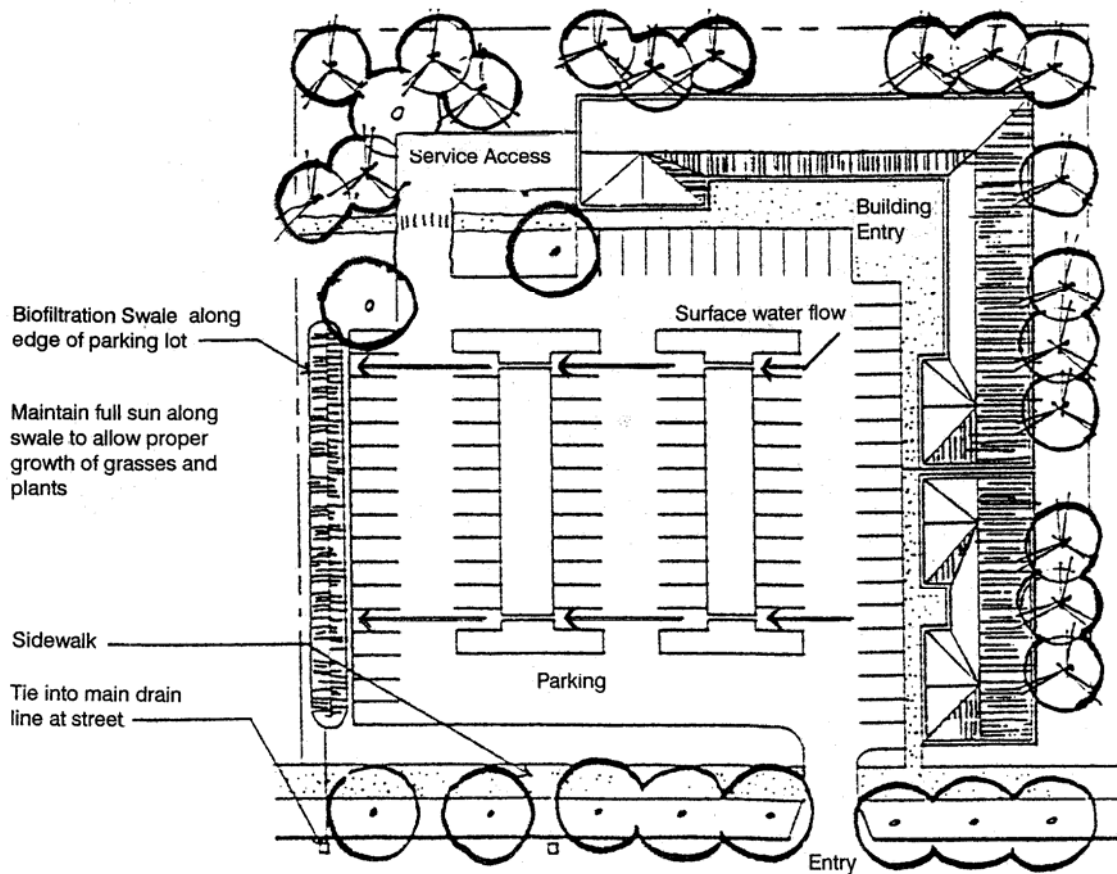 Service Access
Building
Entry
Biofiltration Swale along
edge of parking lot
Surface water flow
Maintain full sun along
swale to allow proper
growth of grasses and
plants
Sidewalk
Parking
Tie into main drain
line at street
Entry